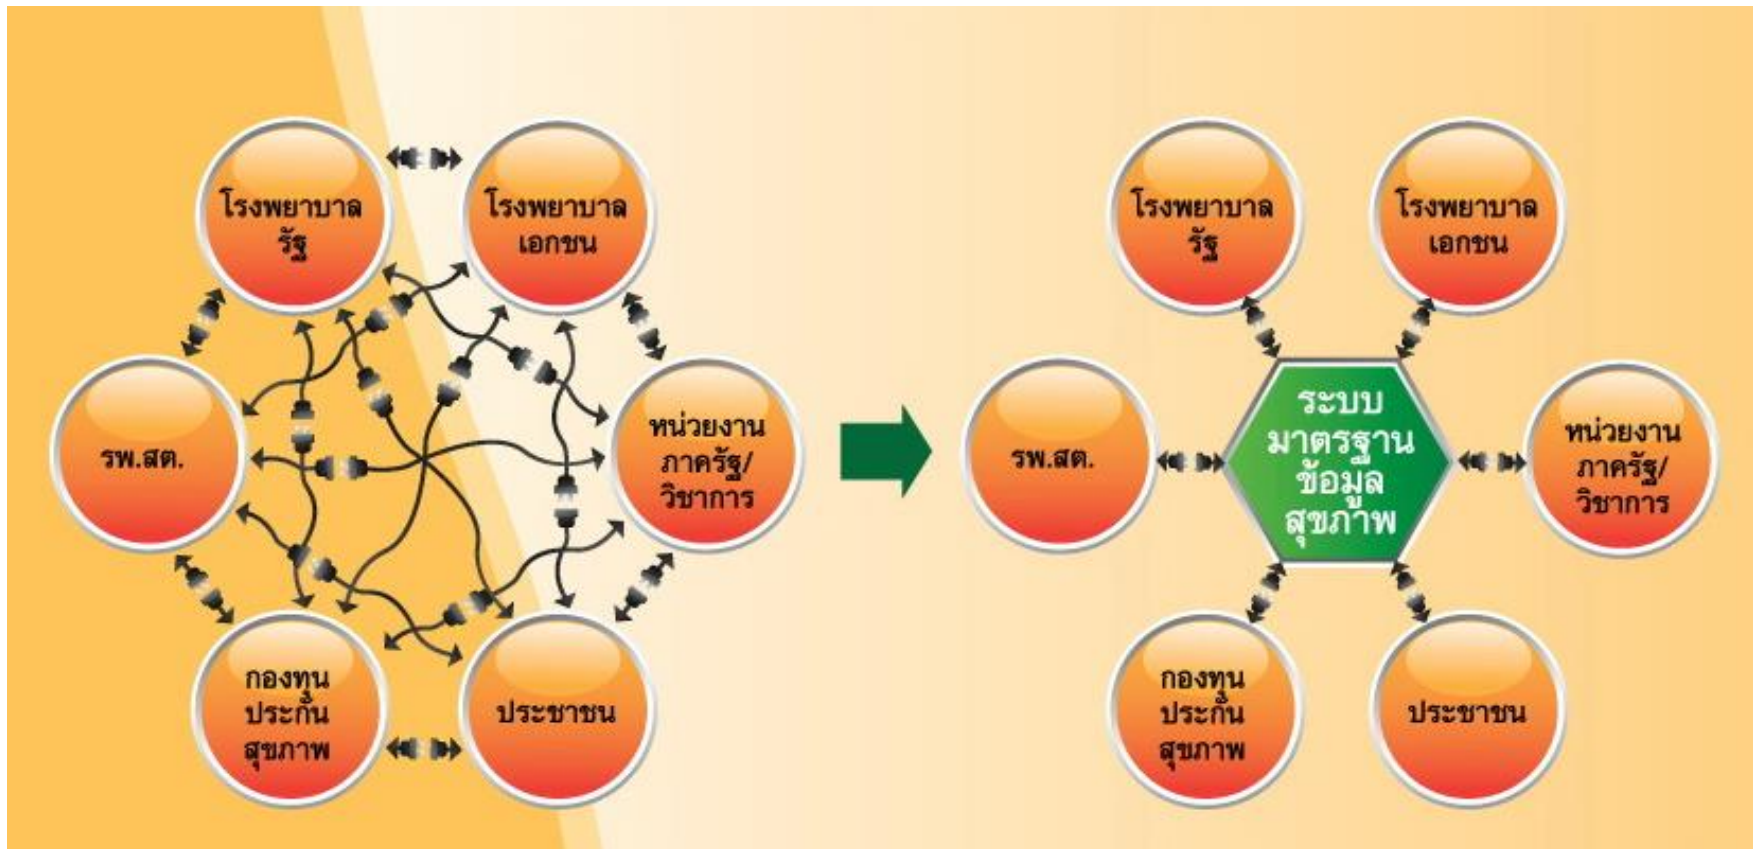 โรงพยาบาล
รัฐ
โรงพยาบาล
เอกชน
รพ.สต.
หน่วยงาน
ภาครัฐ/
วิชาการ
กองทุน
ประกัน
สุขภาพ
ประชาชน
โรงพยาบาล
รัฐ
โรงพยาบาล
เอกชน
รพ.สต.
ระบบ
มาตรฐาน
ข้อมูล
สุขภาพ
หน่วยงาน
ภาครัฐ/
วิชาการ
กองทุน
ประกัน
สุขภาพ
ประชาชน